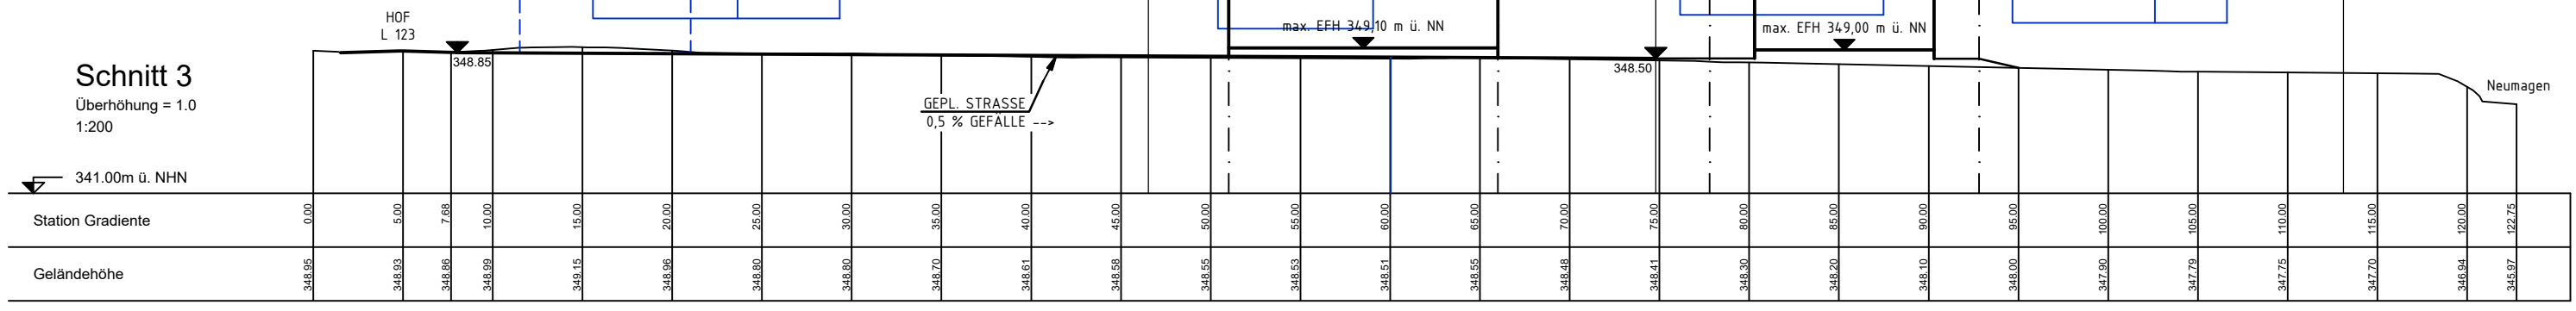 HOF
L 123
max. EFH 349,10 m ü. NN
max. EFH 349,00 m ü. NN
348.85
348.50
Schnitt 3
Überhöhung = 1.0
1:200
GEPL. STRASSE
0,5 % GEFÄLLE -->
Neumagen
341.00m ü. NHN
Station Gradiente 0.00 5.00 7.68 10.00 15.00 20.00 25.00 30.00 35.00 40.00 45.00 50.00 55.00 60.00 65.00 70.00 75.00 80.00 85.00 90.00 95.00 100.00 105.00 110.00 115.00 120.00 122.75
Geländehöhe 348.95 348.93 348.86 348.99 349.15 348.96 348.80 348.80 348.70 348.61 348.58 348.55 348.53 348.51 348.55 348.48 348.41 348.30 348.20 348.10 348.00 347.90 347.79 347.75 347.70 346.94 345.97